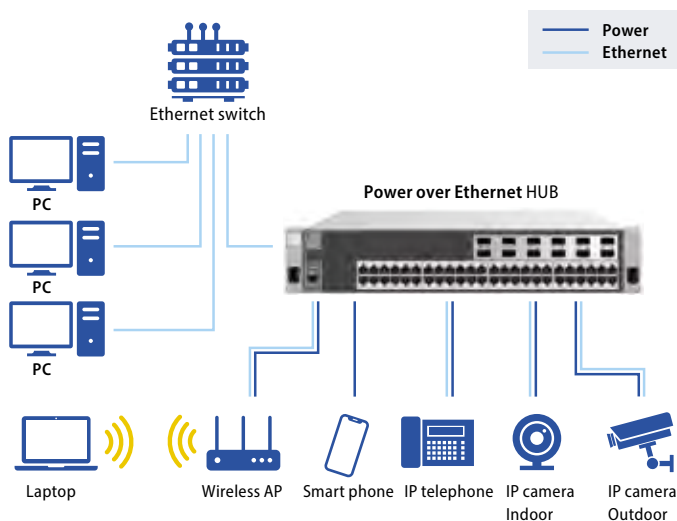 Power
Ethernet
Ethernet switch
PC
Power over Ethernet HUB
PC
PC
Laptop
Wireless AP
Smart phone
IP telephone
IP camera
Indoor
IP camera
Outdoor